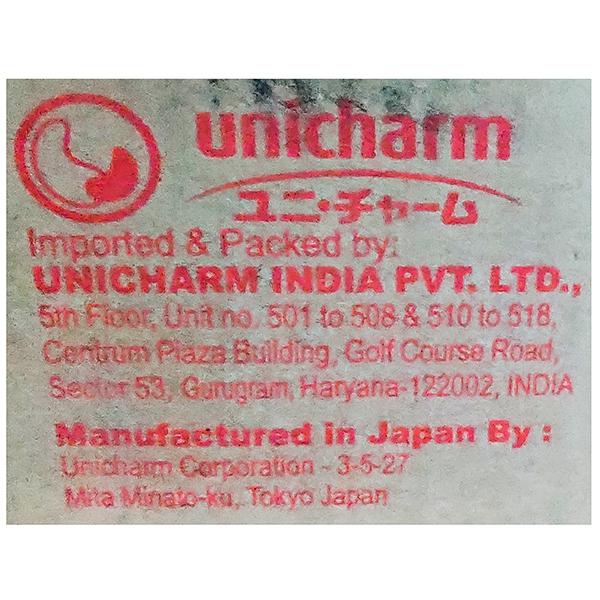 unicharm
ユニ・チャーム
Imported & Packed by:
UNICHARM INDIA PVT. LTD.,
5th Floor, Unit no. 501 to 508 & 510 to 518,
Centrum Plaza Building, Golf Course Road,
Sector 53, Gurugram, Haryana-122002, INDIA
Manufactured in Japan By :
Unicharm Corporation - 3-5-27
Mita Minato-ku, Tokyo Japan